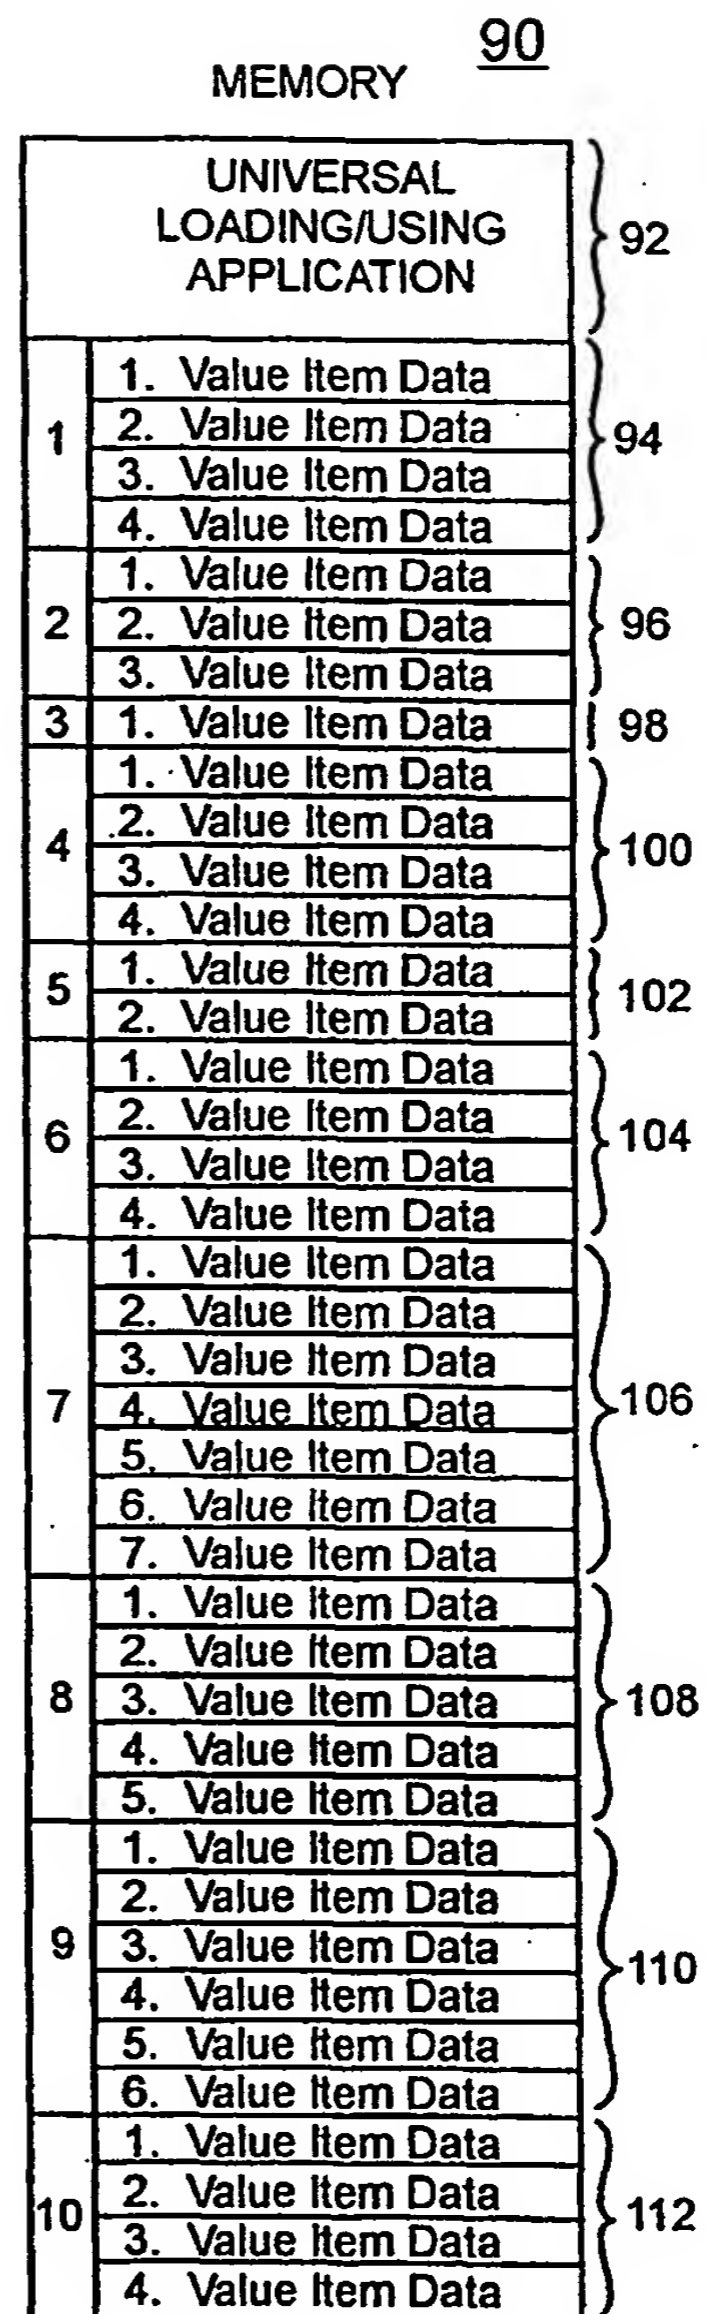 90
MEMORY
UNIVERSAL
LOADING/USING
APPLICATION
92
1
1. Value Item Data
2. Value Item Data
3. Value Item Data
4. Value Item Data
94
2
1. Value Item Data
2. Value Item Data
3. Value Item Data
96
3
1. Value Item Data
98
4
1. Value Item Data
2. Value Item Data
3. Value Item Data
4. Value Item Data
100
5
1. Value Item Data
2. Value Item Data
102
6
1. Value Item Data
2. Value Item Data
3. Value Item Data
4. Value Item Data
104
7
1. Value Item Data
2. Value Item Data
3. Value Item Data
4. Value Item Data
5. Value Item Data
6. Value Item Data
7. Value Item Data
106
8
1. Value Item Data
2. Value Item Data
3. Value Item Data
4. Value Item Data
5. Value Item Data
108
9
1. Value Item Data
2. Value Item Data
3. Value Item Data
4. Value Item Data
5. Value Item Data
6. Value Item Data
110
10
1. Value Item Data
2. Value Item Data
3. Value Item Data
4. Value Item Data
112